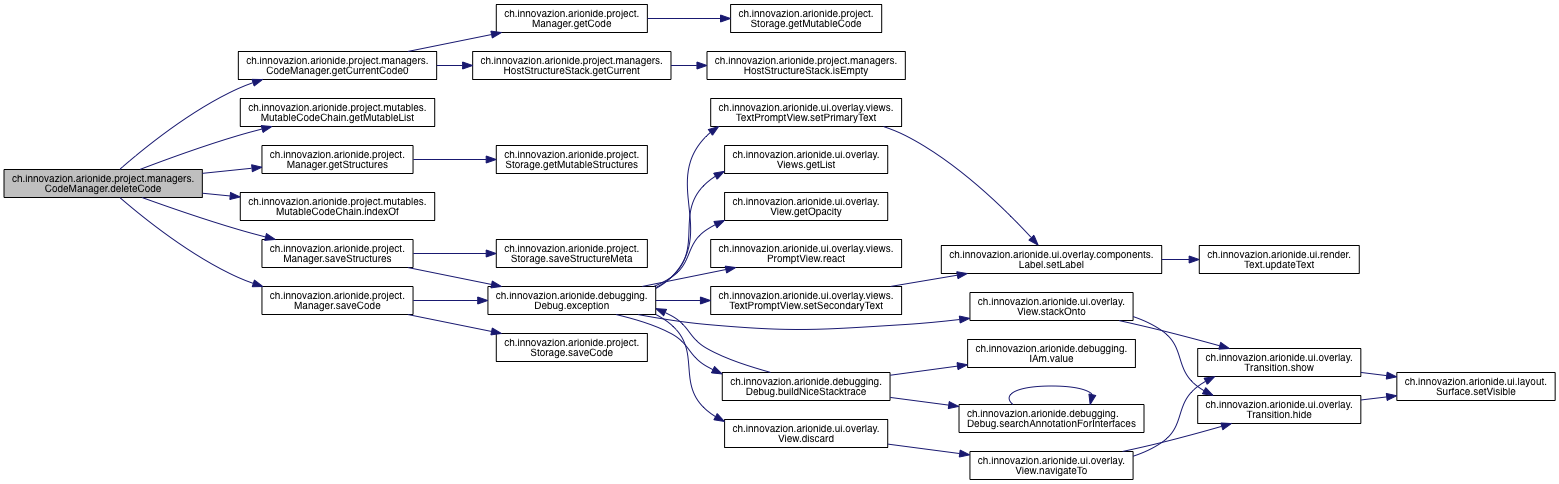 ch.innovazion.arionide.project.managers.
CodeManager.deleteCode
ch.innovazion.arionide.project.managers.
CodeManager.getCurrentCode0
ch.innovazion.arionide.project.
Manager.getCode
ch.innovazion.arionide.project.
Storage.getMutableCode
ch.innovazion.arionide.project.managers.
HostStructureStack.getCurrent
ch.innovazion.arionide.project.managers.
HostStructureStack.isEmpty
ch.innovazion.arionide.project.mutables.
MutableCodeChain.getMutableList
ch.innovazion.arionide.project.
Manager.getStructures
ch.innovazion.arionide.project.
Storage.getMutableStructures
ch.innovazion.arionide.project.mutables.
MutableCodeChain.indexOf
ch.innovazion.arionide.project.
Manager.saveStructures
ch.innovazion.arionide.project.
Storage.saveStructureMeta
ch.innovazion.arionide.project.
Manager.saveCode
ch.innovazion.arionide.debugging.
Debug.exception
ch.innovazion.arionide.project.
Storage.saveCode
ch.innovazion.arionide.ui.overlay.views.
TextPromptView.setPrimaryText
ch.innovazion.arionide.ui.overlay.
Views.getList
ch.innovazion.arionide.ui.overlay.
View.getOpacity
ch.innovazion.arionide.ui.overlay.views.
PromptView.react
ch.innovazion.arionide.ui.overlay.views.
TextPromptView.setSecondaryText
ch.innovazion.arionide.ui.overlay.components.
Label.setLabel
ch.innovazion.arionide.ui.render.
Text.updateText
ch.innovazion.arionide.ui.overlay.
View.stackOnto
ch.innovazion.arionide.debugging.
IAm.value
ch.innovazion.arionide.debugging.
Debug.buildNiceStacktrace
ch.innovazion.arionide.debugging.
Debug.searchAnnotationForInterfaces
ch.innovazion.arionide.ui.overlay.
View.discard
ch.innovazion.arionide.ui.overlay.
View.navigateTo
ch.innovazion.arionide.ui.overlay.
Transition.show
ch.innovazion.arionide.ui.overlay.
Transition.hide
ch.innovazion.arionide.ui.layout.
Surface.setVisible